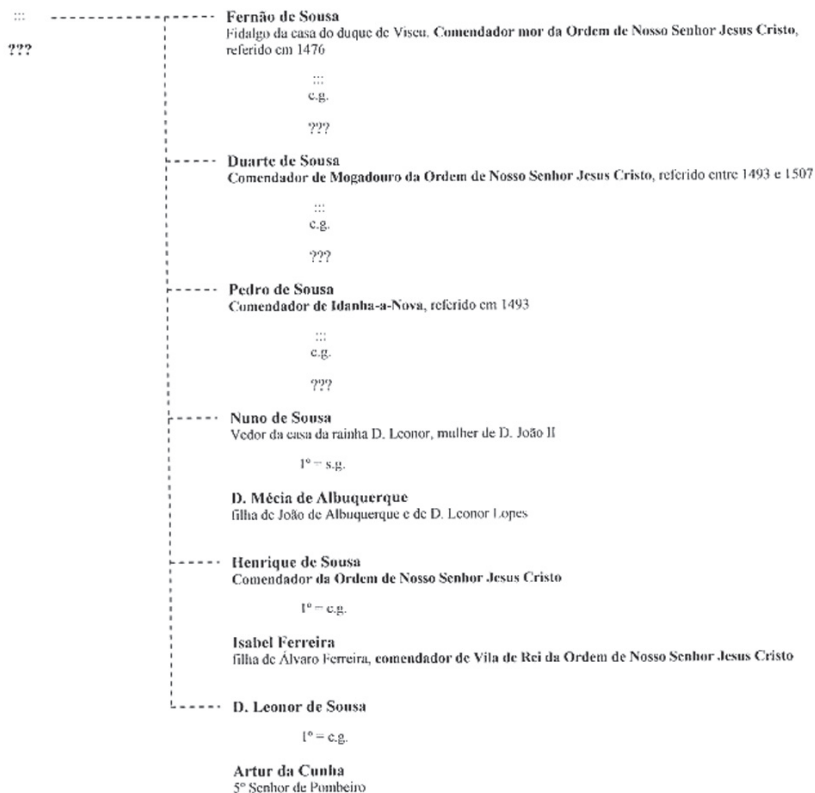 :::
???
Fernão de Sousa
Fidalgo da casa do duque de Viseu. Comendador mor da Ordem de Nosso Senhor Jesus Cristo,
referido em 1476
:::
c.g.
???
Duarte de Sousa
Comendador de Mogadouro da Ordem de Nosso Senhor Jesus Cristo, referido entre 1493 e 1507
:::
c.g.
???
Pedro de Sousa
Comendador de Idanha-a-Nova, referido em 1493
:::
c.g.
???
Nuno de Sousa
Vedor da casa da rainha D. Leonor, mulher de D. João II
1º = s.g.
D. Mécia de Albuquerque
filha de João de Albuquerque e de D. Leonor Lopes
Henrique de Sousa
Comendador da Ordem de Nosso Senhor Jesus Cristo
1º = c.g.
Isabel Ferreira
filha de Álvaro Ferreira, comendador de Vila de Rei da Ordem de Nosso Senhor Jesus Cristo
D. Leonor de Sousa
1º = c.g.
Artur da Cunha
5º Senhor de Pombeiro